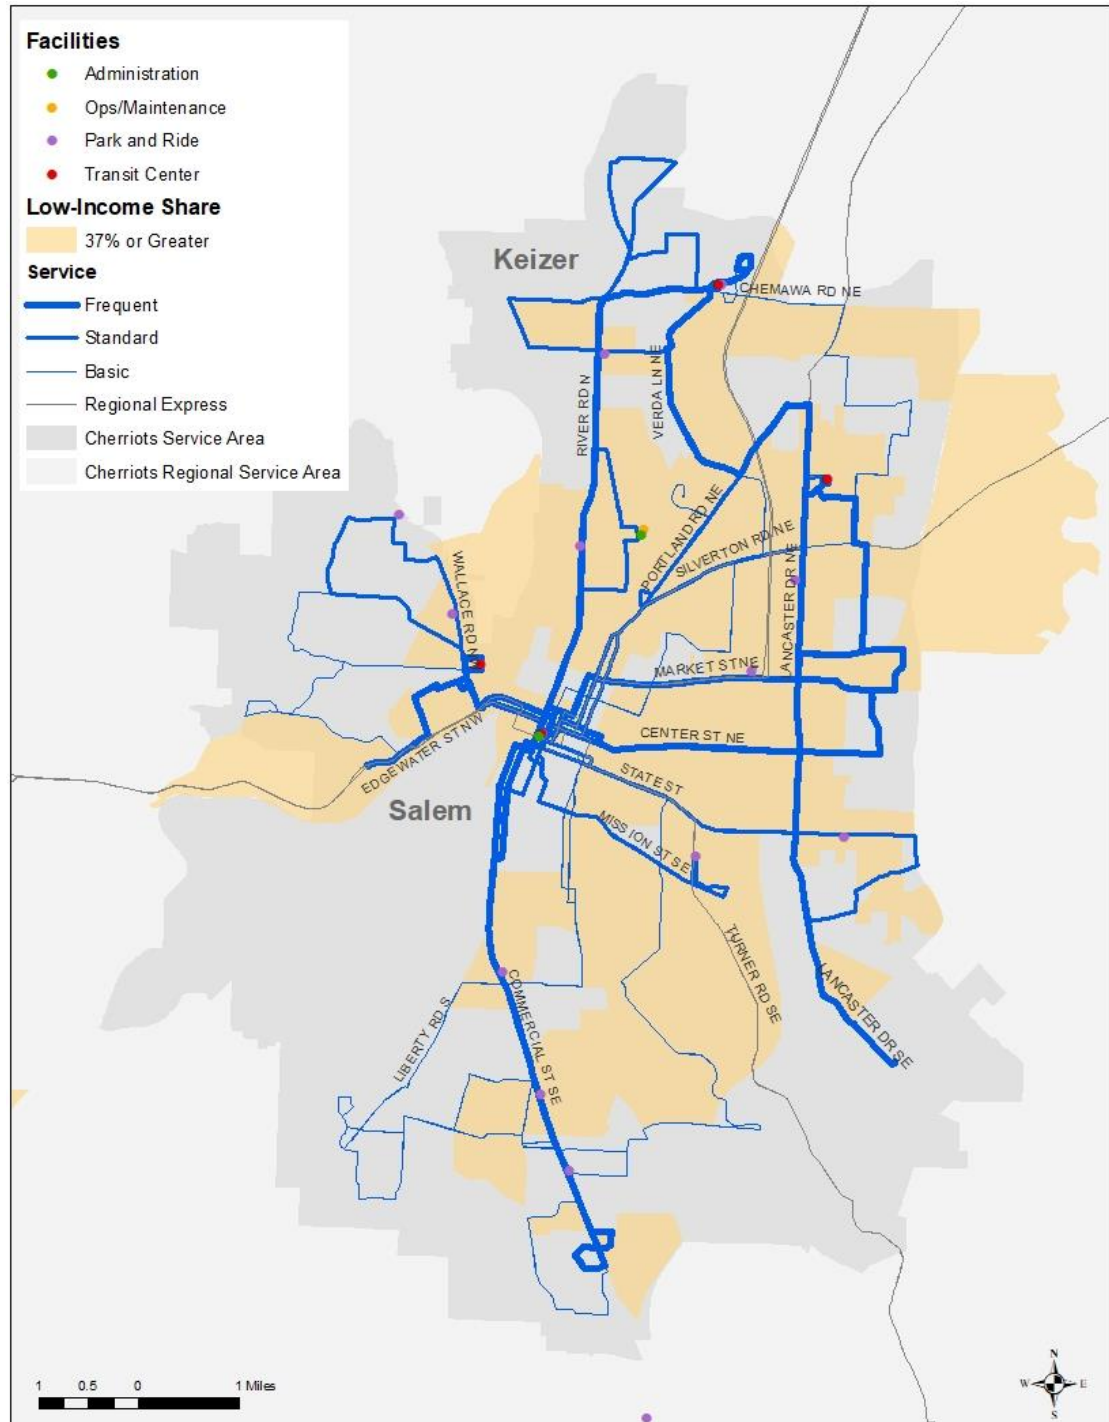 Facilities
Administration
Ops/Maintenance
Park and Ride
Transit Center
Low-Income Share
37% or Greater
Service
Frequent
Standard
Basic
Regional Express
Cherriots Service Area
Cherriots Regional Service Area
Keizer
CHEMAWA RD NE
RIVER RD N
VERDA LN NE
PORTLAND RD NE
SILVERTON RD NE
WALLACE RD NW
LANCASTER DR NE
MARKET ST NE
CENTER ST NE
EDGEWATER ST NW
STATE ST
Salem
MISSION ST SE
TURNER RD SE
LANCASTER DR SE
COMMERCIAL ST SE
LIBERTY RD S
1 0.5 0 1 Miles
N
W E
S